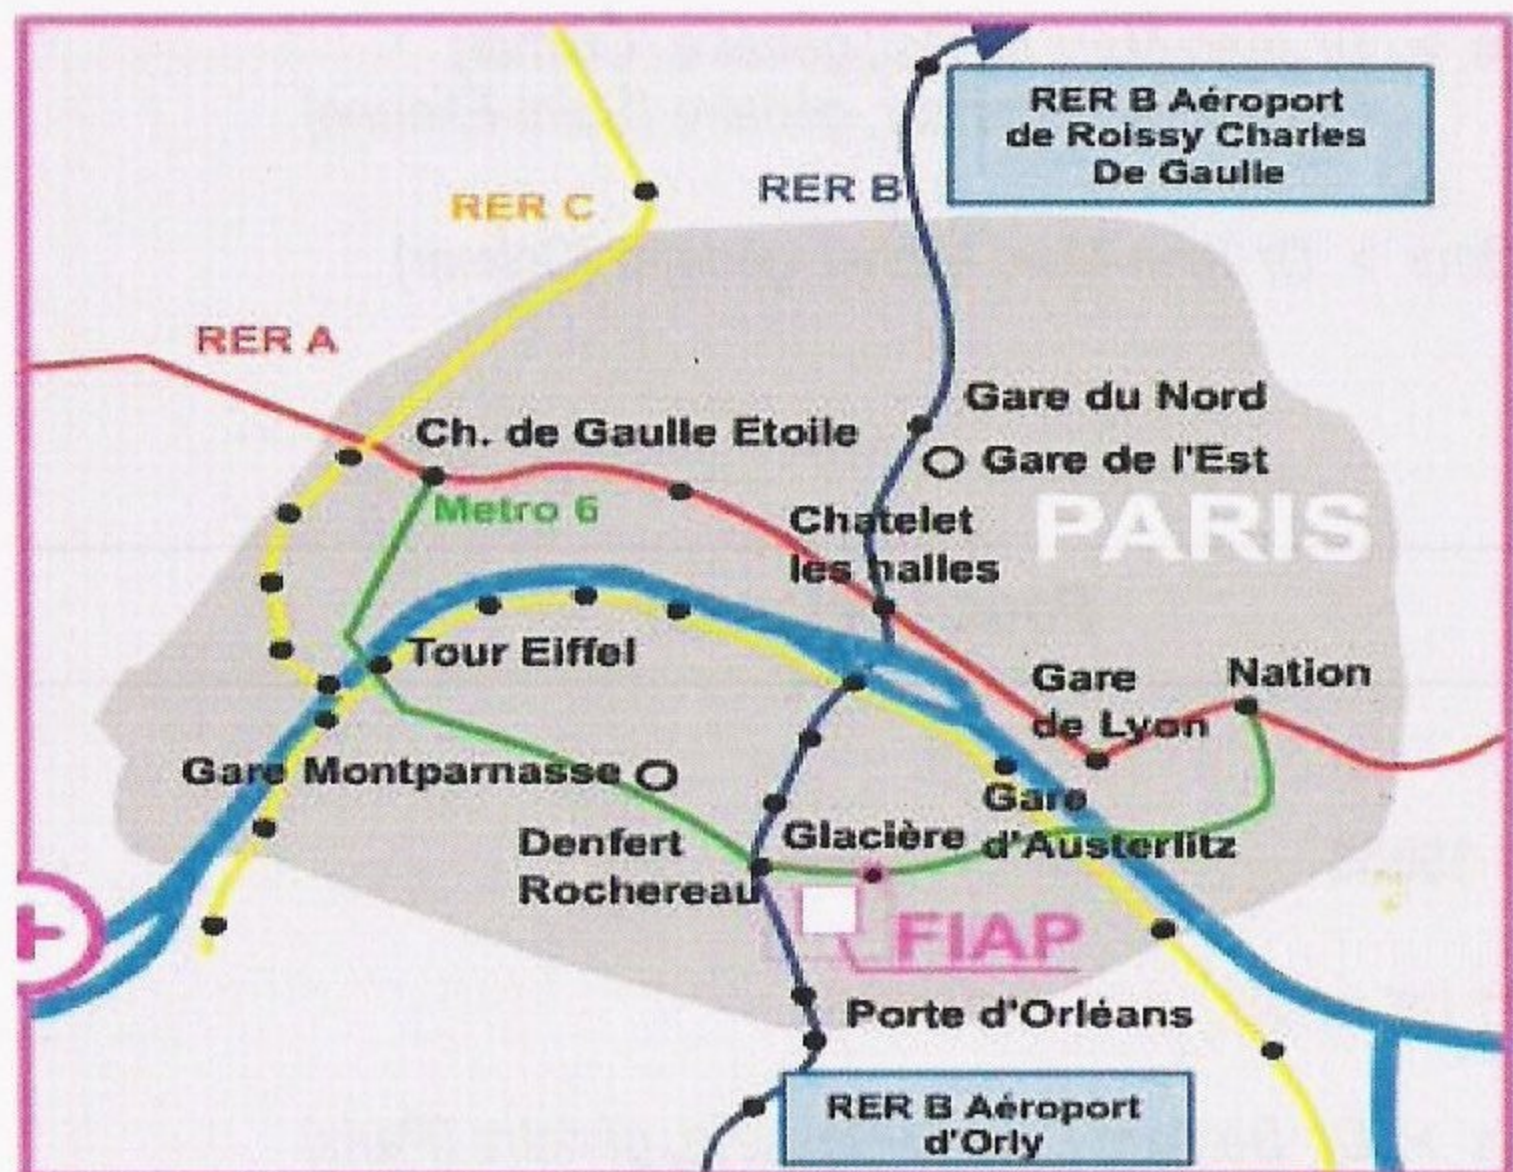 RER B Aéroport
de Roissy Charles
De Gaulle
RER B
RER C
RER A
Gare du Nord
Ch. de Gaulle Etoile
Gare de l'Est
Metro 6
PARIS
Chatelet
les halles
Tour Eiffel
Gare
de Lyon
Nation
Gare Montparnasse
Gare
d'Austerlitz
Denfert
Rochereau
Glacière
FIAP
Porte d'Orléans
RER B Aéroport
d'Orly